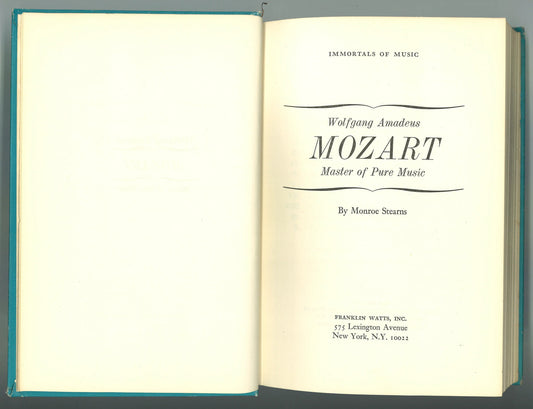 IMMORTALS OF MUSIC
Wolfgang Amadeus
MOZART
Master of Pure Music
By Monroe Stearns
FRANKLIN WATTS, INC.
575 Lexington Avenue
New York, N.Y. 10022